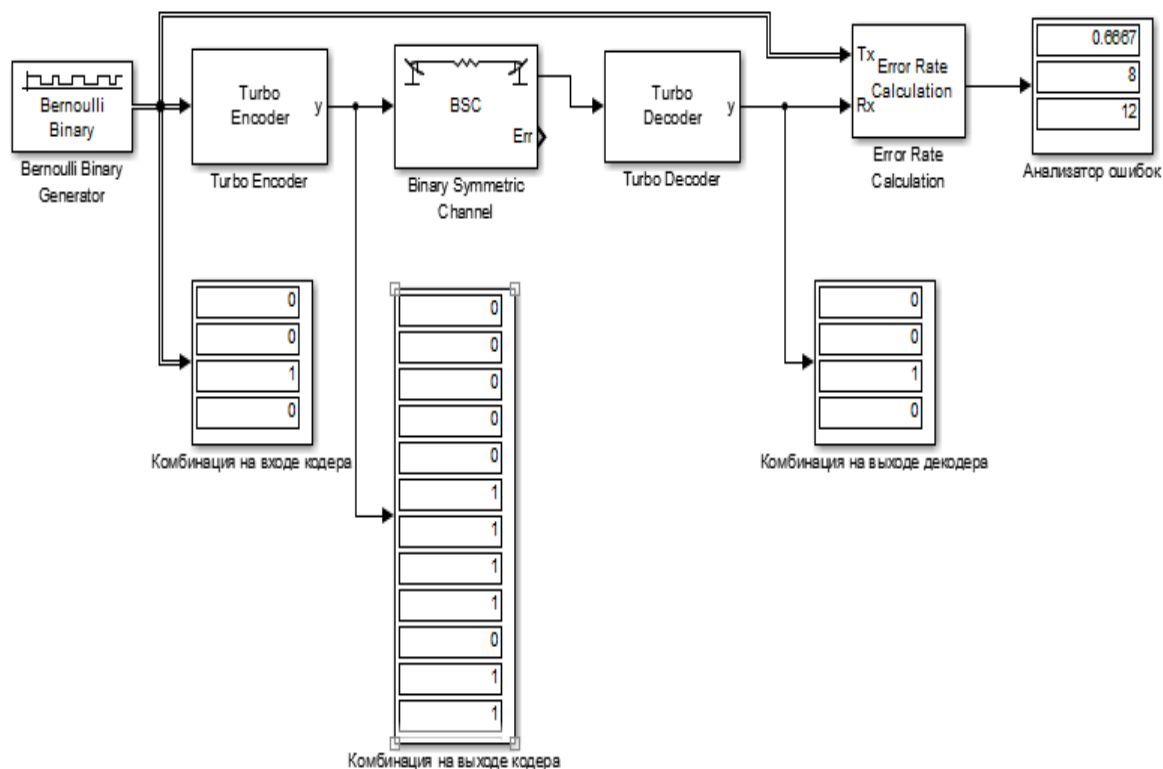 Bernoulli
Binary
Bernoulli Binary
Generator
Turbo
Encoder
y
Turbo Encoder
BSC
Err
Binary Symmetric
Channel
Turbo
Decoder
y
Turbo Decoder
Tx
Rx
Error Rate
Calculation
Error Rate
Calculation
0.6667
8
12
Анализатор ошибок
0
0
1
0
Комбинация на входе кодера
0
0
0
0
0
1
1
1
1
0
1
1
Комбинация на выходе кодера
0
0
1
0
Комбинация на выходе декодера